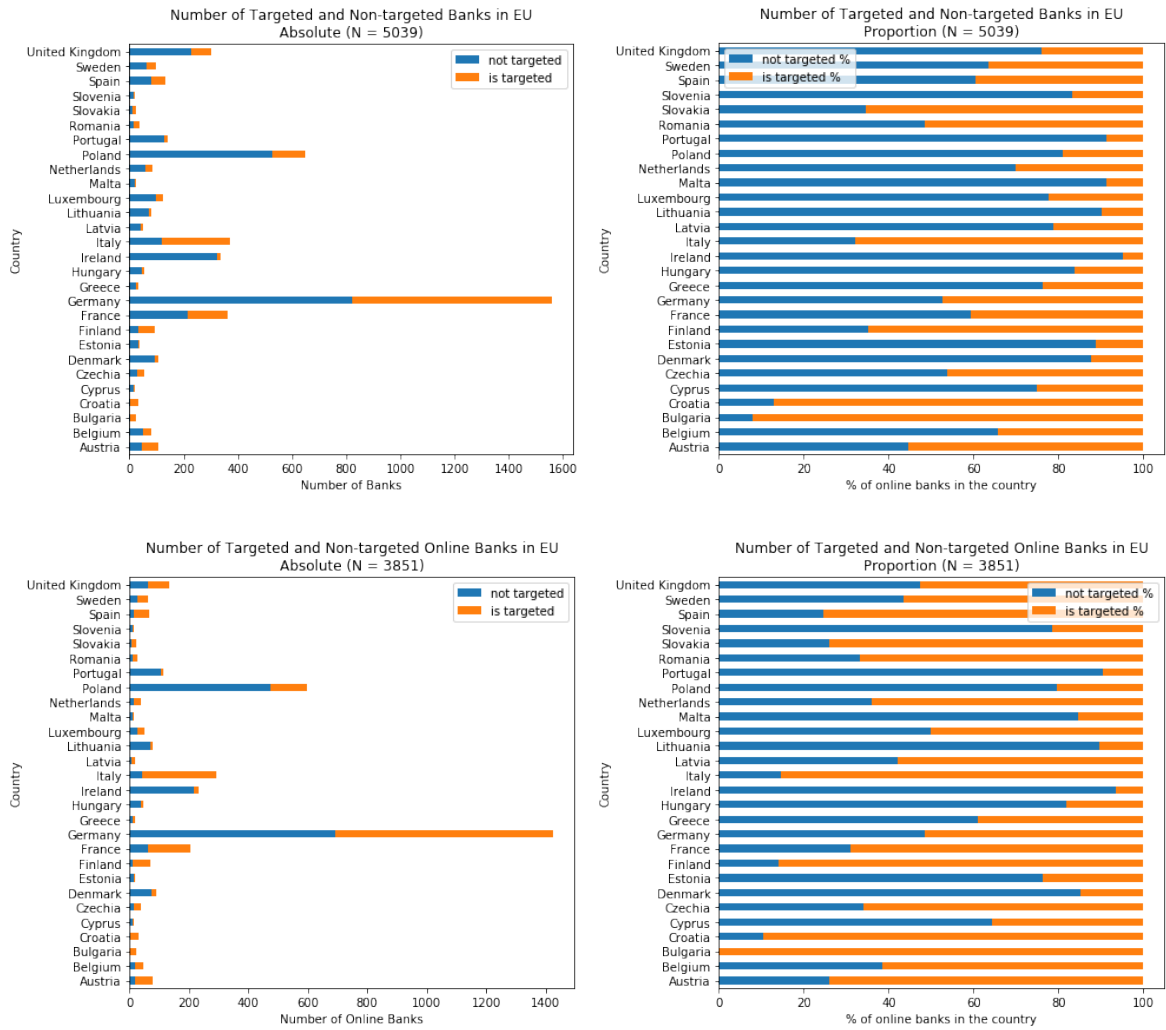 Number of Targeted and Non-targeted Banks in EU
Absolute (N = 5039)
not targeted
is targeted
Country
United Kingdom
Sweden
Spain
Slovenia
Slovakia
Romania
Portugal
Poland
Netherlands
Malta
Luxembourg
Lithuania
Latvia
Italy
Ireland
Hungary
Greece
Germany
France
Finland
Estonia
Denmark
Czechia
Cyprus
Croatia
Bulgaria
Belgium
Austria
0 200 400 600 800 1000 1200 1400 1600
Number of Banks
Number of Targeted and Non-targeted Banks in EU
Proportion (N = 5039)
not targeted %
is targeted %
Country
United Kingdom
Sweden
Spain
Slovenia
Slovakia
Romania
Portugal
Poland
Netherlands
Malta
Luxembourg
Lithuania
Latvia
Italy
Ireland
Hungary
Greece
Germany
France
Finland
Estonia
Denmark
Czechia
Cyprus
Croatia
Bulgaria
Belgium
Austria
0 20 40 60 80 100
% of online banks in the country
Number of Targeted and Non-targeted Online Banks in EU
Absolute (N = 3851)
not targeted
is targeted
Country
United Kingdom
Sweden
Spain
Slovenia
Slovakia
Romania
Portugal
Poland
Netherlands
Malta
Luxembourg
Lithuania
Latvia
Italy
Ireland
Hungary
Greece
Germany
France
Finland
Estonia
Denmark
Czechia
Cyprus
Croatia
Bulgaria
Belgium
Austria
0 200 400 600 800 1000 1200 1400
Number of Online Banks
Number of Targeted and Non-targeted Online Banks in EU
Proportion (N = 3851)
not targeted %
is targeted %
Country
United Kingdom
Sweden
Spain
Slovenia
Slovakia
Romania
Portugal
Poland
Netherlands
Malta
Luxembourg
Lithuania
Latvia
Italy
Ireland
Hungary
Greece
Germany
France
Finland
Estonia
Denmark
Czechia
Cyprus
Croatia
Bulgaria
Belgium
Austria
0 20 40 60 80 100
% of online banks in the country